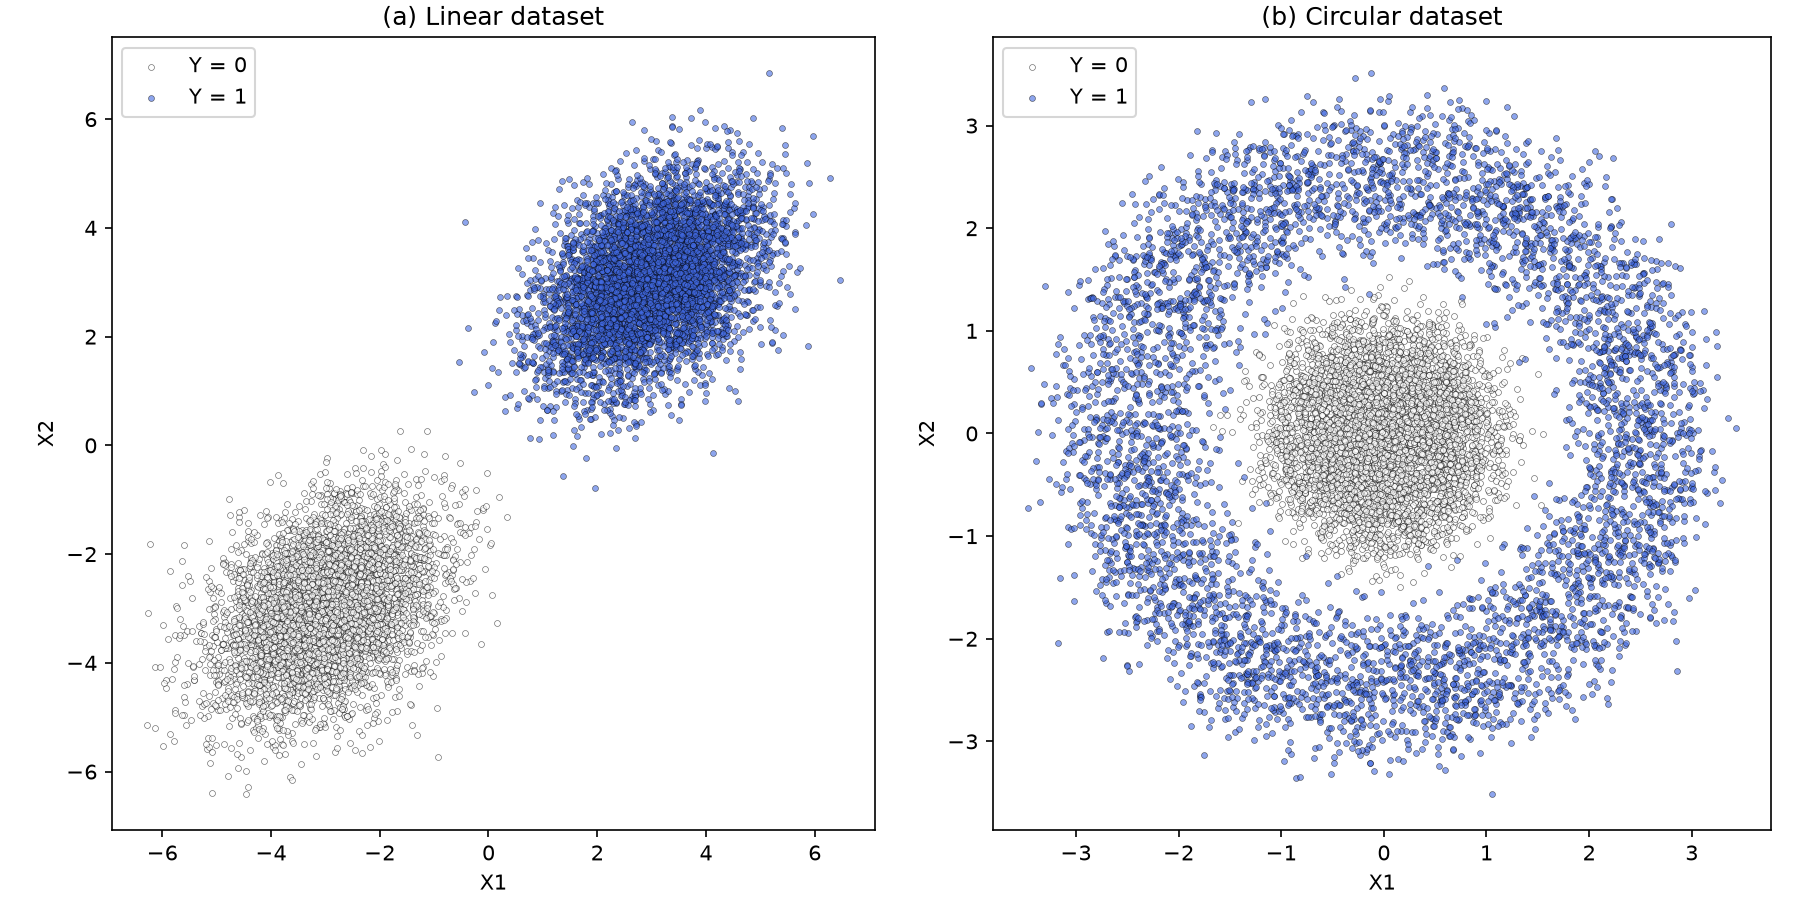 (a) Linear dataset
Y = 0
Y = 1
X2
6
4
2
0
−2
−4
−6
−6 −4 −2 0 2 4 6
X1
(b) Circular dataset
Y = 0
Y = 1
X2
3
2
1
0
−1
−2
−3
−3 −2 −1 0 1 2 3
X1